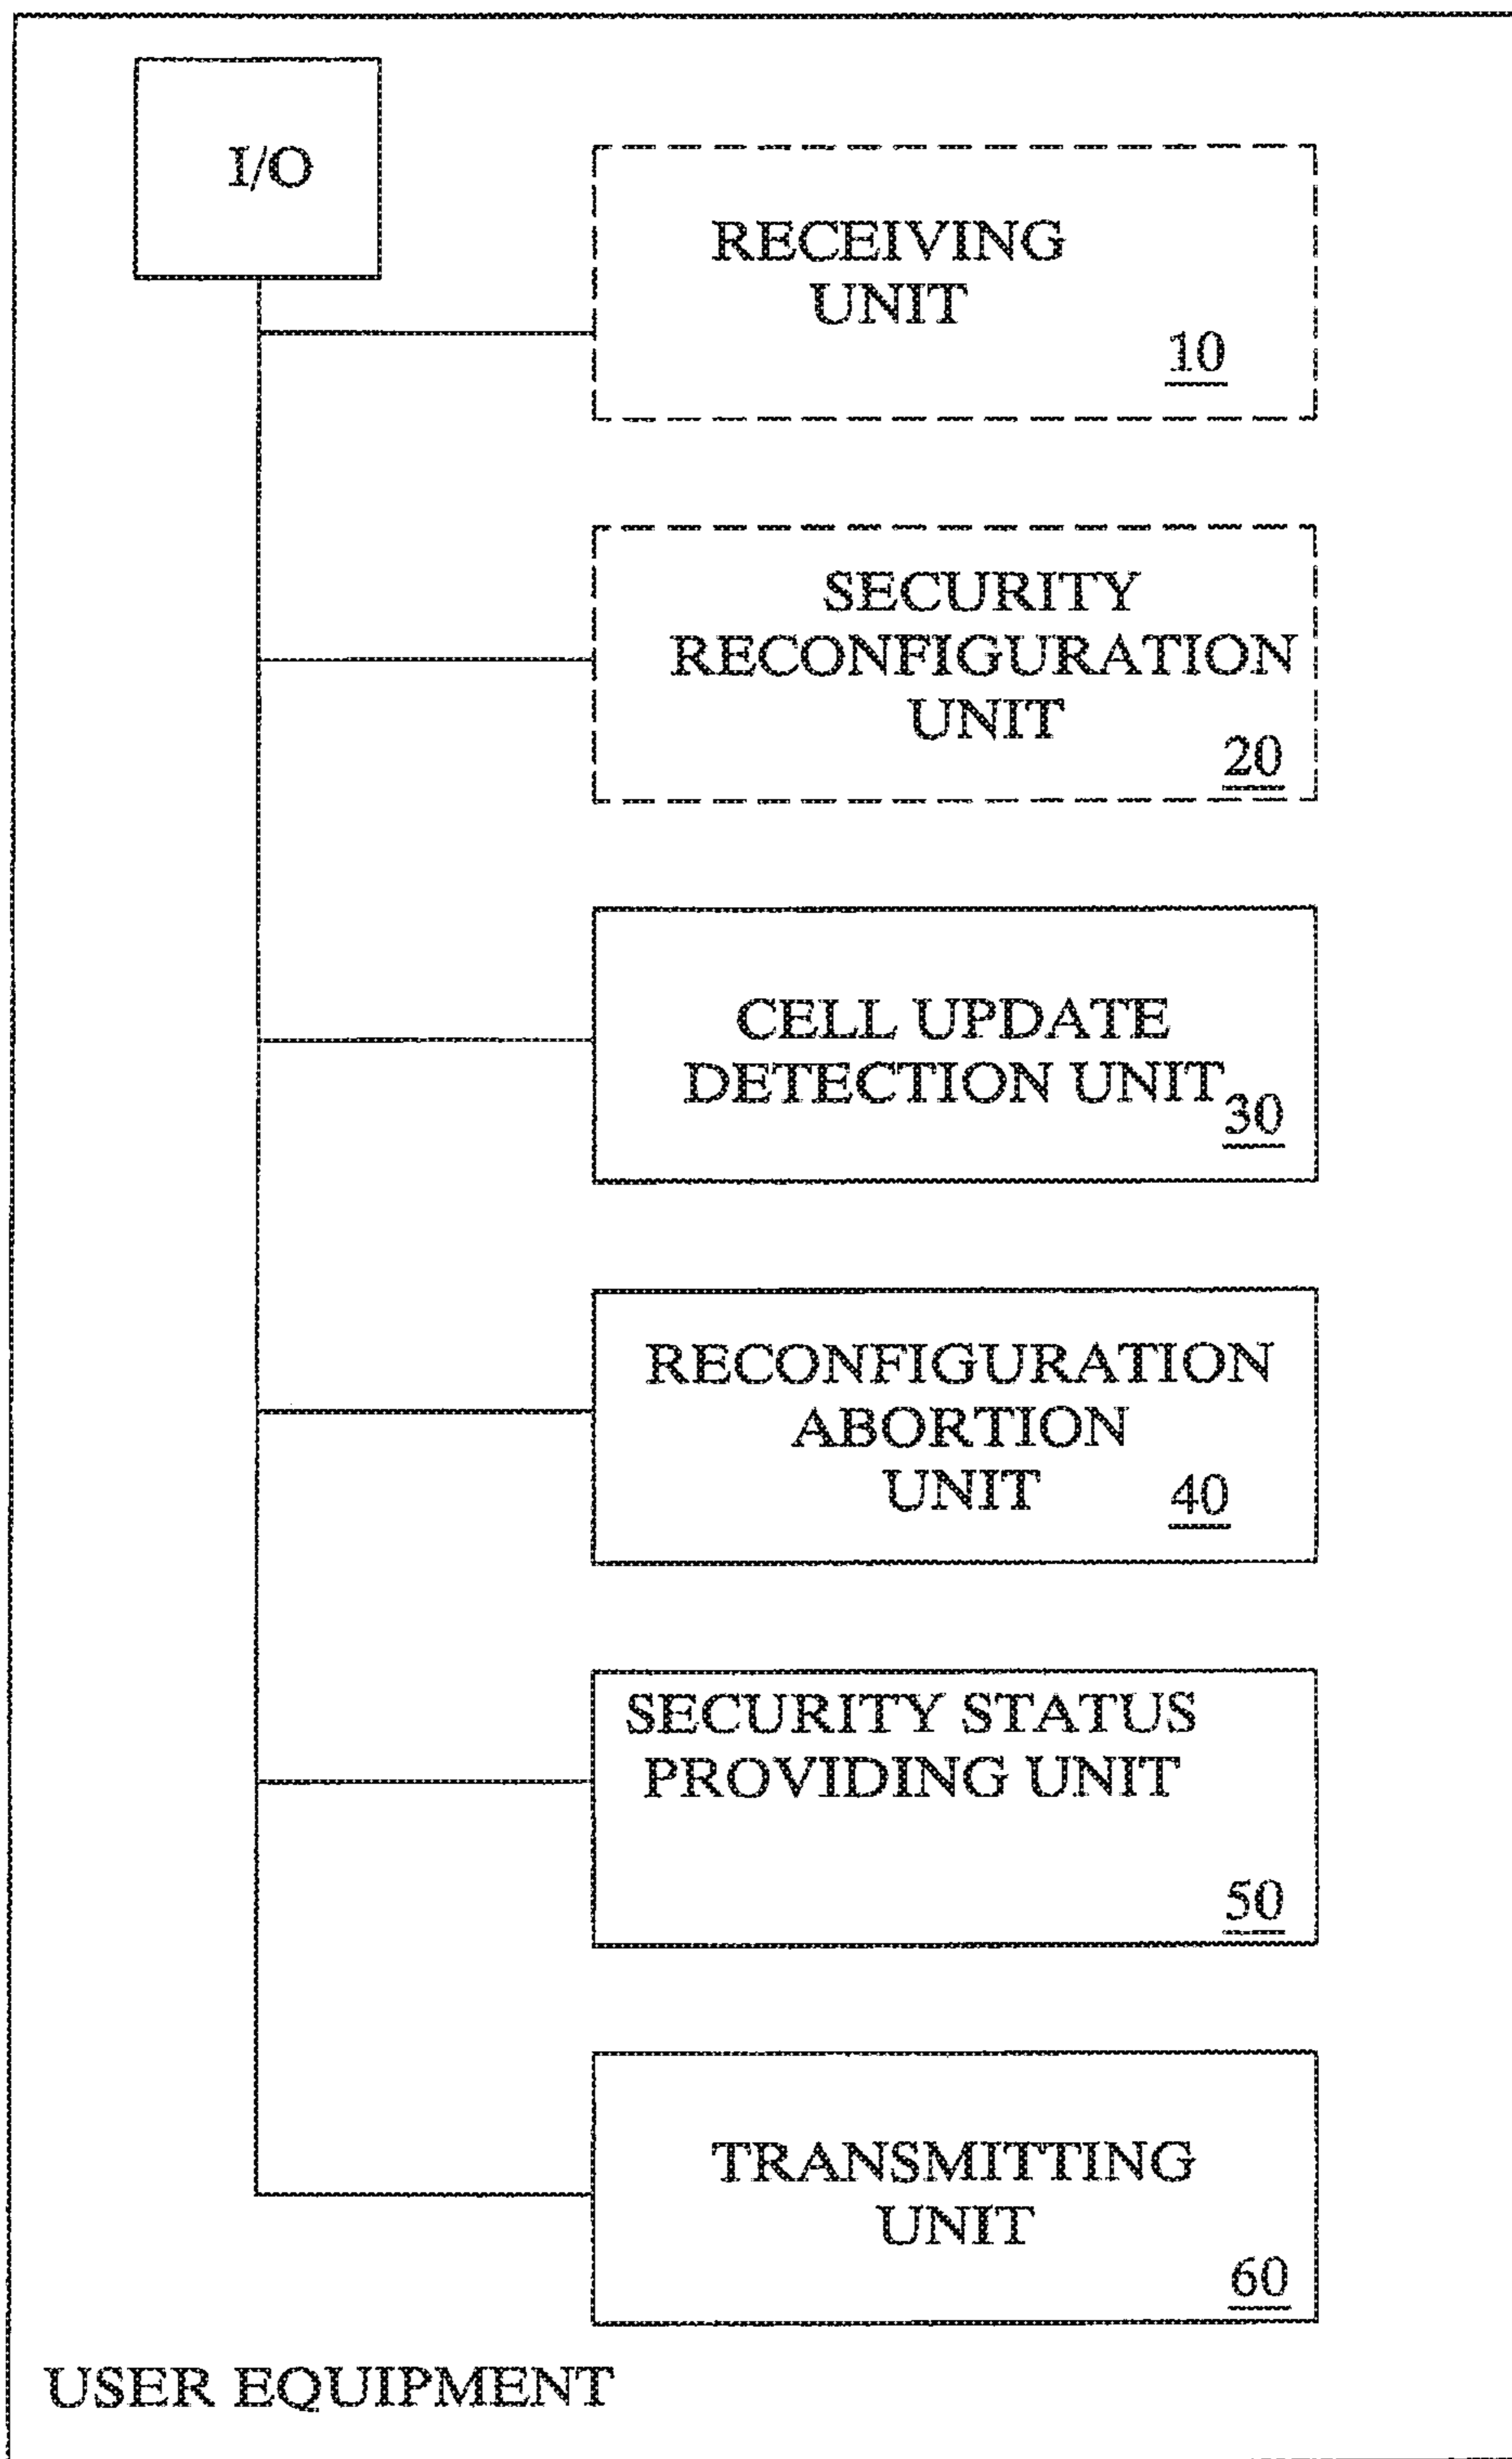 I/O
RECEIVING
UNIT
10
SECURITY
RECONFIGURATION
UNIT
20
CELL UPDATE
DETECTION UNIT
30
RECONFIGURATION
ABORTION
UNIT
40
SECURITY STATUS
PROVIDING UNIT
50
TRANSMITTING
UNIT
60
USER EQUIPMENT